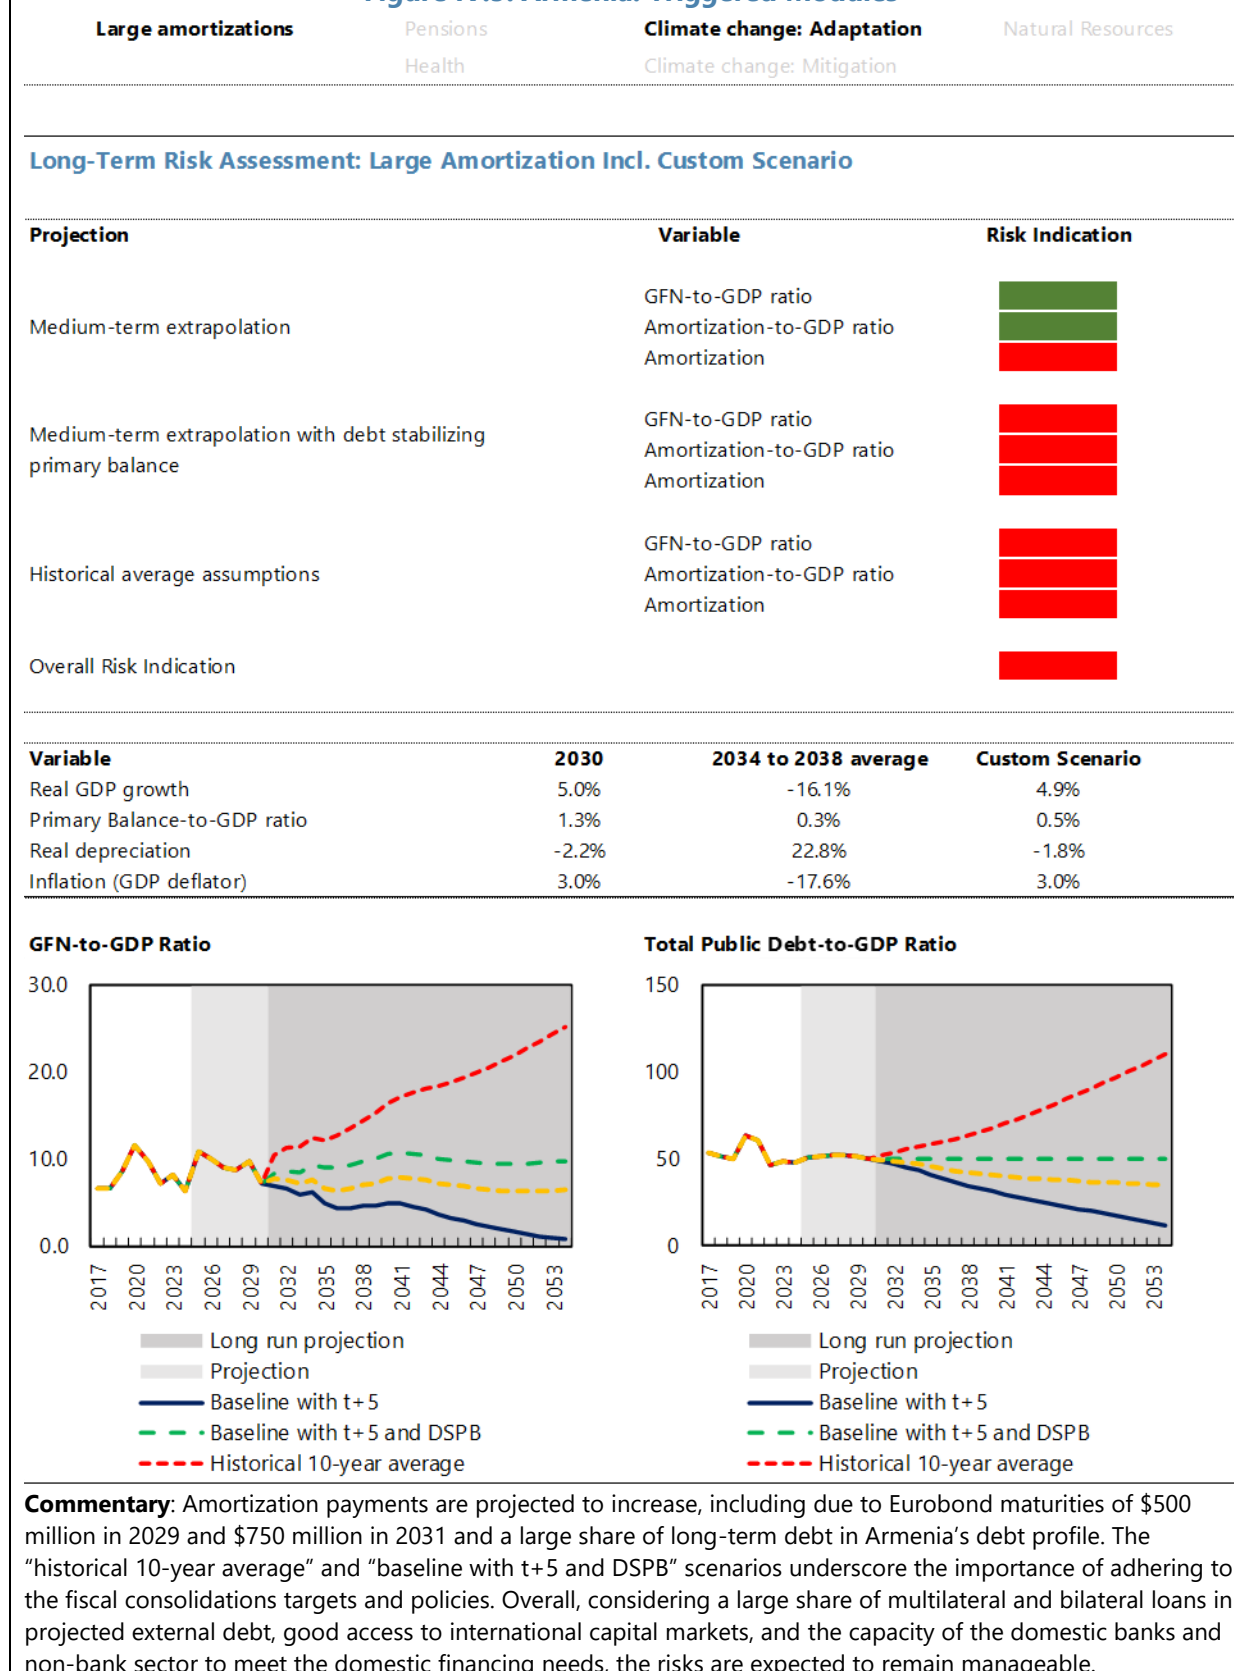 Figure IV.5. Armenia: Triggered Modules
Large amortizations Pensions Climate change: Adaptation Natural Resources
Health Climate change: Mitigation
Long-Term Risk Assessment: Large Amortization Incl. Custom Scenario
Projection Variable Risk Indication
GFN-to-GDP ratio
Medium-term extrapolation Amortization-to-GDP ratio
Amortization
GFN-to-GDP ratio
Medium-term extrapolation with debt stabilizing
primary balance
Amortization-to-GDP ratio
Amortization
GFN-to-GDP ratio
Historical average assumptions Amortization-to-GDP ratio
Amortization
Overall Risk Indication
Variable 2030 2034 to 2038 average Custom Scenario
Real GDP growth 5.0% -16.1% 4.9%
Primary Balance-to-GDP ratio 1.3% 0.3% 0.5%
Real depreciation -2.2% 22.8% -1.8%
Inflation (GDP deflator) 3.0% -17.6% 3.0%
GFN-to-GDP Ratio
30.0
20.0
10.0
0.0
2017 2020 2023 2026 2029 2032 2035 2038 2041 2044 2047 2050 2053
Long run projection
Projection
Baseline with t+5
Baseline with t+5 and DSPB
Historical 10-year average
Total Public Debt-to-GDP Ratio
150
100
50
0
2017 2020 2023 2026 2029 2032 2035 2038 2041 2044 2047 2050 2053
Long run projection
Projection
Baseline with t+5
Baseline with t+5 and DSPB
Historical 10-year average
Commentary: Amortization payments are projected to increase, including due to Eurobond maturities of $500
million in 2029 and $750 million in 2031 and a large share of long-term debt in Armenia’s debt profile. The
“historical 10-year average” and “baseline with t+5 and DSPB” scenarios underscore the importance of adhering to
the fiscal consolidations targets and policies. Overall, considering a large share of multilateral and bilateral loans in
projected external debt, good access to international capital markets, and the capacity of the domestic banks and
non-bank sector to meet the domestic financing needs, the risks are expected to remain manageable.